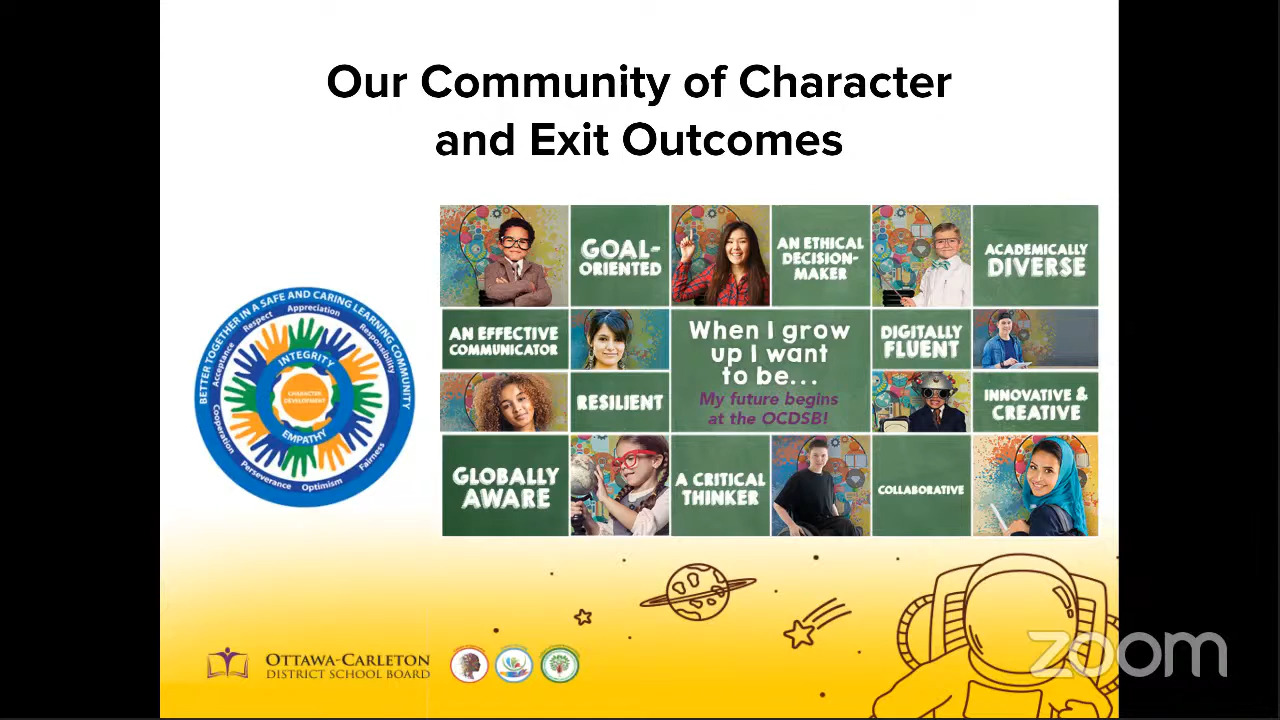 Our Community of Character
and Exit Outcomes
BETTER TOGETHER IN A SAFE AND CARING LEARNING COMMUNITY
Appreciation
Respect
Responsibility
Acceptance
Cooperation
Perseverance
Optimism
Fairness
INTEGRITY
CHARACTER
DEVELOPMENT
EMPATHY
GOAL-
ORIENTED
AN ETHICAL
DECISION-
MAKER
ACADEMICALLY
DIVERSE
AN EFFECTIVE
COMMUNICATOR
When I grow
up I want
to be...
My future begins
at the OCDSB!
DIGITALLY
FLUENT
RESILIENT
INNOVATIVE &
CREATIVE
GLOBALLY
AWARE
A CRITICAL
THINKER
COLLABORATIVE
OTTAWA-CARLETON
DISTRICT SCHOOL BOARD
zoom